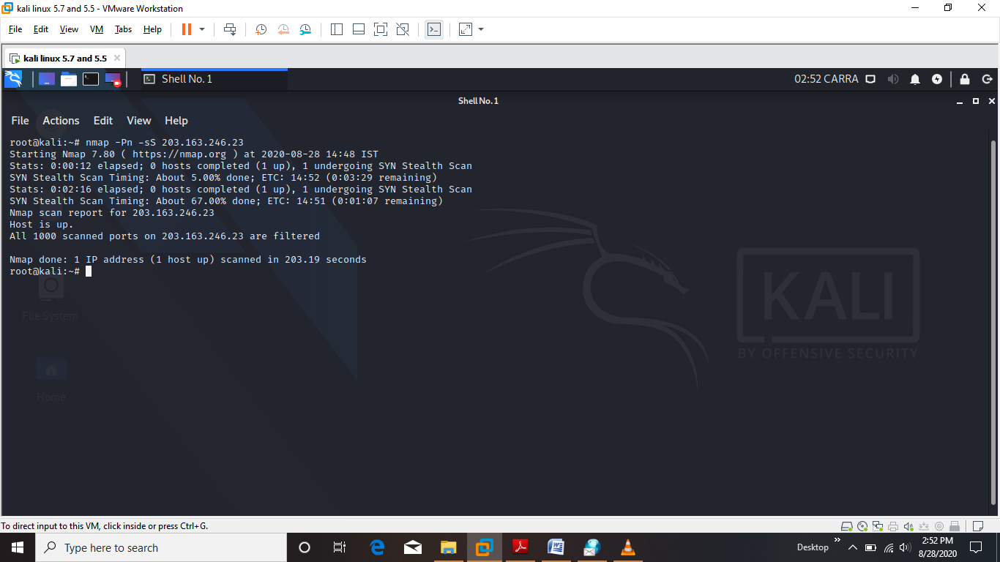 kali linux 5.7 and 5.5 - VMware Workstation
File Edit View VM Tabs Help
kali linux 5.7 and 5.5
Shell No. 1
02:52 CARRA
Shell No. 1
File Actions Edit View Help
root@kali:~# nmap -Pn -sS 203.163.246.23
Starting Nmap 7.80 ( https://nmap.org ) at 2020-08-28 14:48 IST
Stats: 0:00:12 elapsed; 0 hosts completed (1 up), 1 undergoing SYN Stealth Scan
SYN Stealth Scan Timing: About 5.00% done; ETC: 14:52 (0:03:29 remaining)
Stats: 0:02:16 elapsed; 0 hosts completed (1 up), 1 undergoing SYN Stealth Scan
SYN Stealth Scan Timing: About 67.00% done; ETC: 14:51 (0:01:07 remaining)
Nmap scan report for 203.163.246.23
Host is up.
All 1000 scanned ports on 203.163.246.23 are filtered
Nmap done: 1 IP address (1 host up) scanned in 203.19 seconds
root@kali:~#
File System
Home
KALI
BY OFFENSIVE SECURITY
To direct input to this VM, click inside or press Ctrl+G.
Type here to search
Desktop
2:52 PM
8/28/2020